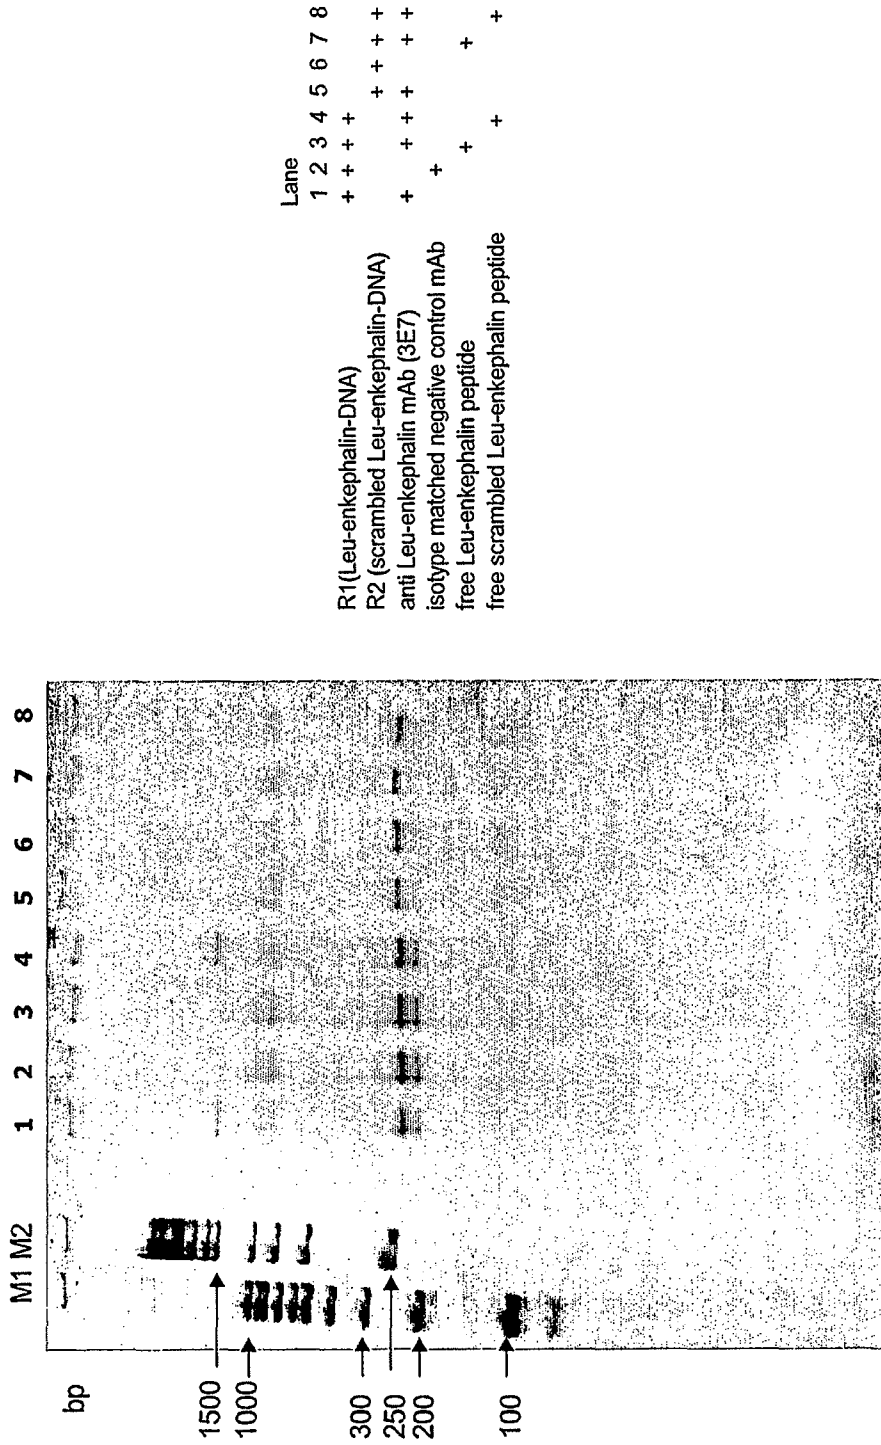 M1 M2 1 2 3 4 5 6 7 8
bp
1500
1000
300
250
200
100
Lane
1 2 3 4 5 6 7 8
R1(Leu-enkephalin-DNA) + + + +
R2 (scrambled Leu-enkephalin-DNA) + + + +
anti Leu-enkephalin mAb (3E7) + + + + + +
isotype matched negative control mAb +
free Leu-enkephalin peptide + +
free scrambled Leu-enkephalin peptide + +